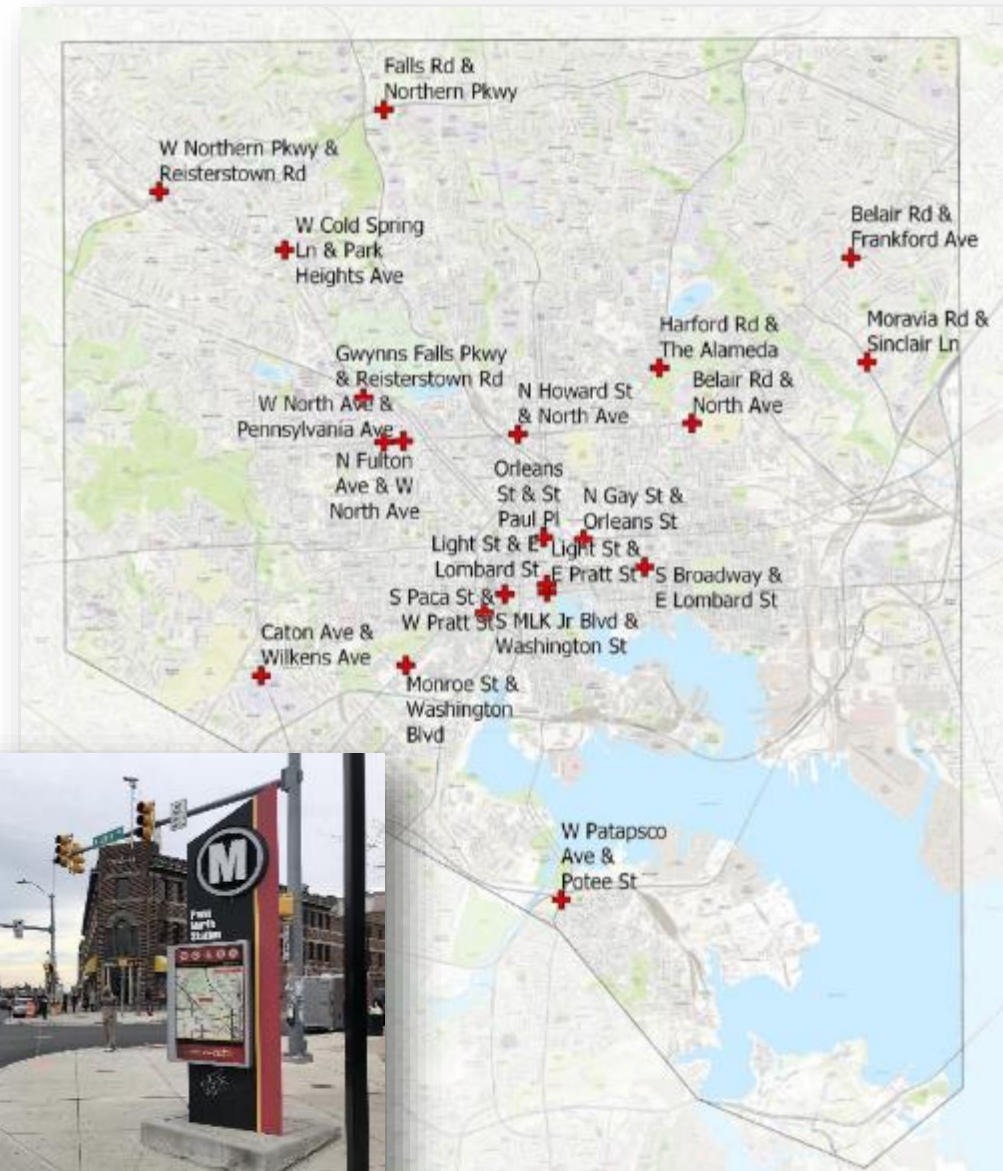 Falls Rd &
Northern Pkwy
W Northern Pkwy &
Reisterstown Rd
W Cold Spring
Ln & Park
Heights Ave
Belair Rd &
Frankford Ave
Harford Rd &
The Alameda
Moravia Rd &
Sinclair Ln
Gwynns Falls Pkwy
& Reisterstown Rd
Belair Rd &
North Ave
N Howard St
& North Ave
W North Ave &
Pennsylvania Ave
N Fulton
Ave & W
North Ave
Orleans
St & St
Paul Pl
N Gay St &
Orleans St
Light St & E
Lombard St
Light St &
E Pratt St
S Broadway &
E Lombard St
S Paca St &
W Pratt St
S MLK Jr Blvd &
Washington St
Caton Ave &
Wilkens Ave
Monroe St &
Washington
Blvd
W Patapsco
Ave &
Potee St
M
Penn
North
Station